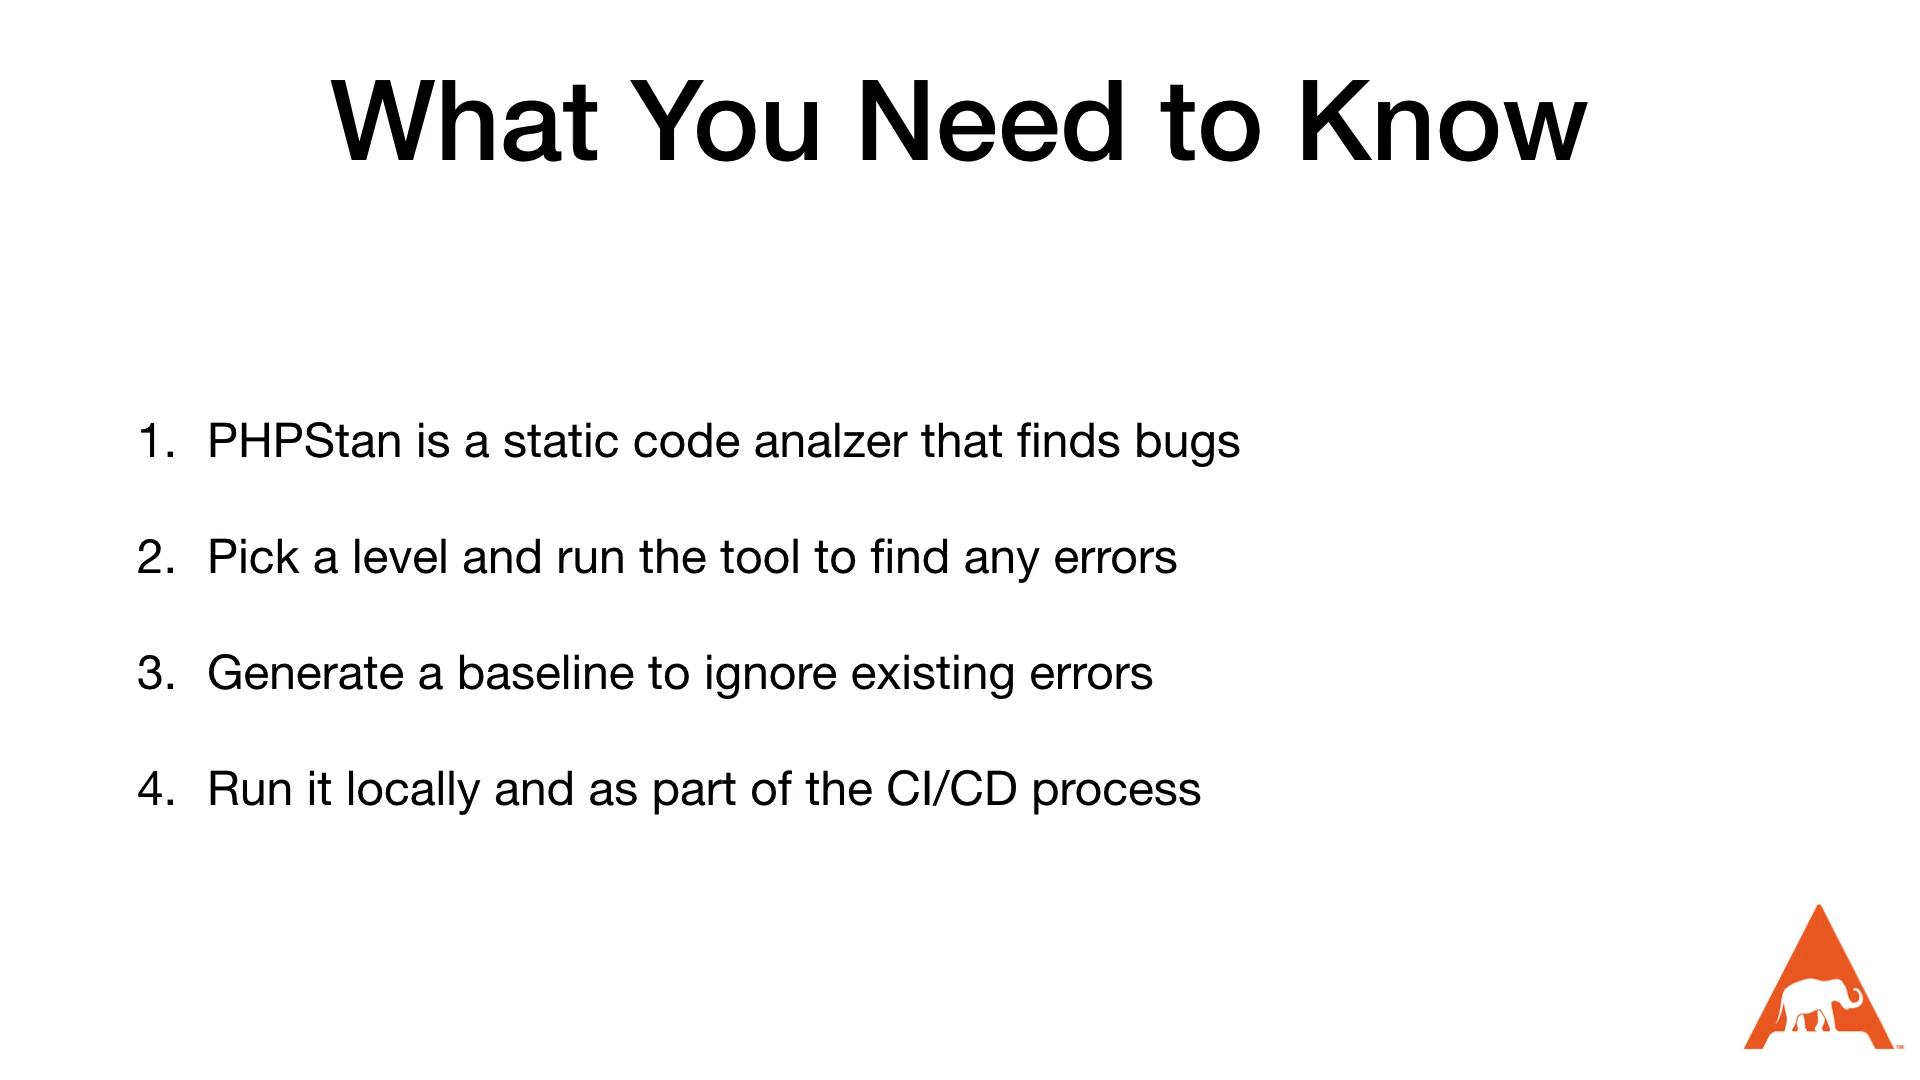 What You Need to Know
1. PHPStan is a static code analzer that finds bugs
2. Pick a level and run the tool to find any errors
3. Generate a baseline to ignore existing errors
4. Run it locally and as part of the CI/CD process
™